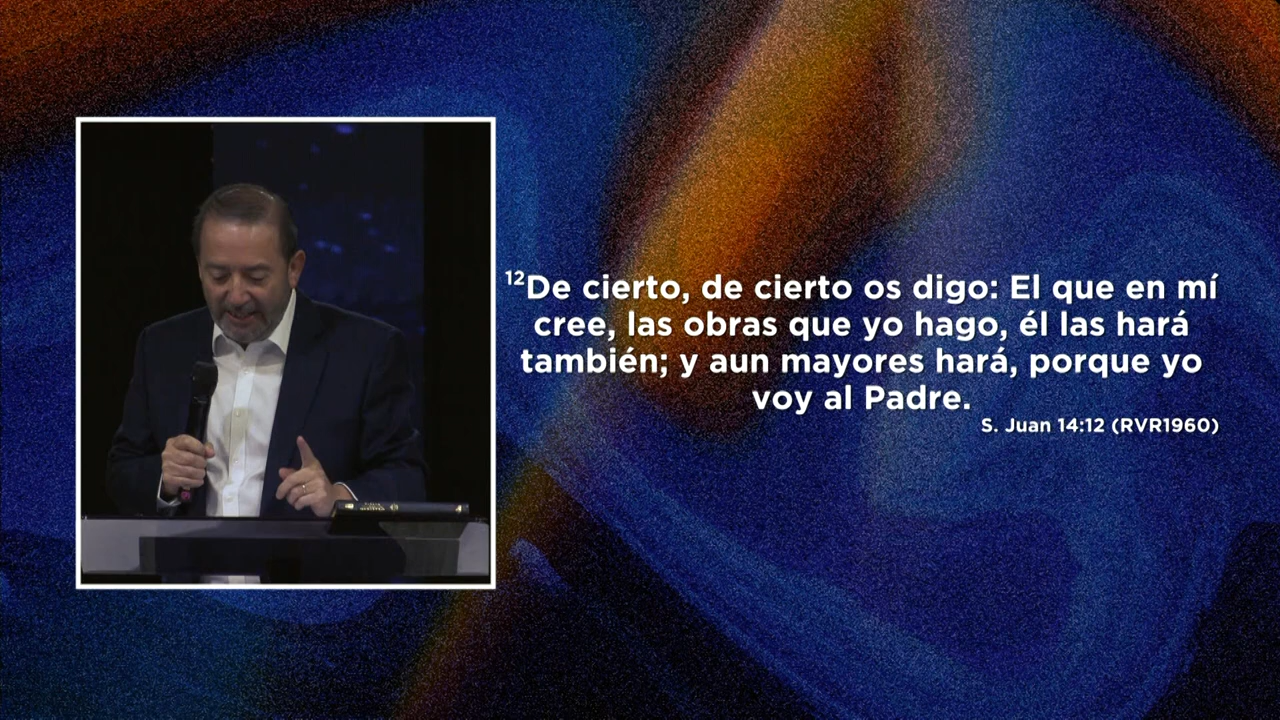 ¹²De cierto, de cierto os digo: El que en mí
cree, las obras que yo hago, él las hará
también; y aun mayores hará, porque yo
voy al Padre.
S. Juan 14:12 (RVR1960)